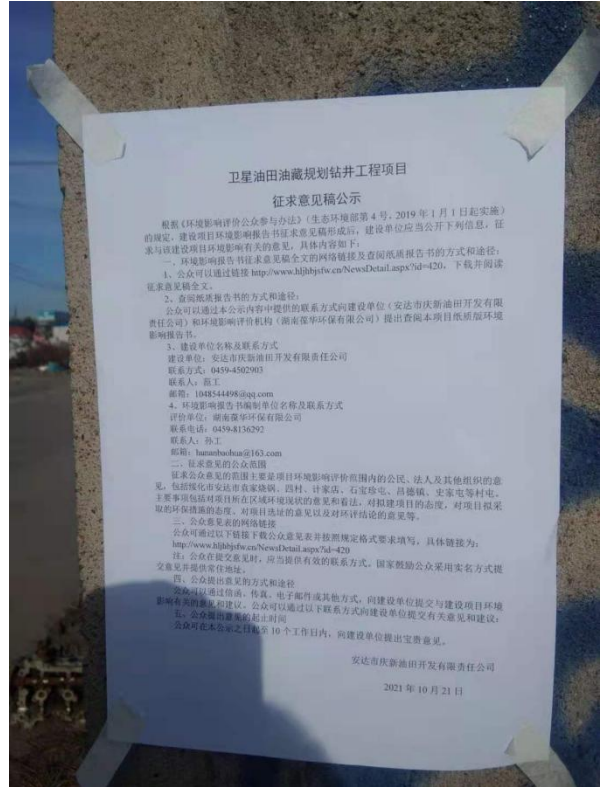 卫星油田油藏规划钻井工程项目
征求意见稿公示
根据《环境影响评价公众参与办法》（生态环境部第 4 号，2019 年 1 月 1 日起实施）
的规定，建设项目环境影响报告书征求意见稿形成后，建设单位应当公开下列信息，征
求与该建设项目环境影响有关的意见，具体内容如下：
一、环境影响报告书征求意见稿全文的网络链接及查阅纸质报告书的方式和途径：
1、公众可以通过链接 http://www.hljhbjsfw.cn/NewsDetail.aspx?id=420，下载并阅读
征求意见稿全文。
2、查阅纸质报告书的方式和途径：
公众可以通过本公示内容中提供的联系方式向建设单位（安达市庆新油田开发有限
责任公司）和环境影响评价机构（湖南葆华环保有限公司）提出查阅本项目纸质版环境
影响报告书。
3、建设单位名称及联系方式
建设单位：安达市庆新油田开发有限责任公司
联系方式：0459-4502903
联系人：范工
邮箱：1048544498@qq.com
4、环境影响报告书编制单位名称及联系方式
评价单位：湖南葆华环保有限公司
联系电话：0459-8136292
联系人：孙工
邮箱：hunanbaohua@163.com
二、征求意见的公众范围
征求公众意见的范围主要是项目环境影响评价范围内的公民、法人及其他组织的意
见，包括绥化市安达市袁家烧锅、四村、计家店、石宝珍屯、昌德镇、史家屯等村屯。
主要事项包括对项目所在区域环境现状的意见和看法，对拟建项目的态度，对项目拟采
取的环保措施的态度、对项目选址的意见以及对环评结论的意见等。
三、公众意见表的网络链接
公众可通过以下链接下载公众意见表并按照规定格式要求填写。具体链接为：
http://www.hljhbjsfw.cn/NewsDetail.aspx?id=420
注：公众在提交意见时，应当提供有效的联系方式。国家鼓励公众采用实名方式提
交意见并提供常住地址。
四、公众提出意见的方式和途径
公众可以通过信函、传真、电子邮件或其他方式，向建设单位提交与建设项目环境
影响有关的意见和建议。公众可以通过以下联系方式向建设单位提交有关意见和建议：
五、公众提出意见的起止时间
公众可在本公示之日起至 10 个工作日内，向建设单位提出宝贵意见。
安达市庆新油田开发有限责任公司
2021 年 10 月 21 日